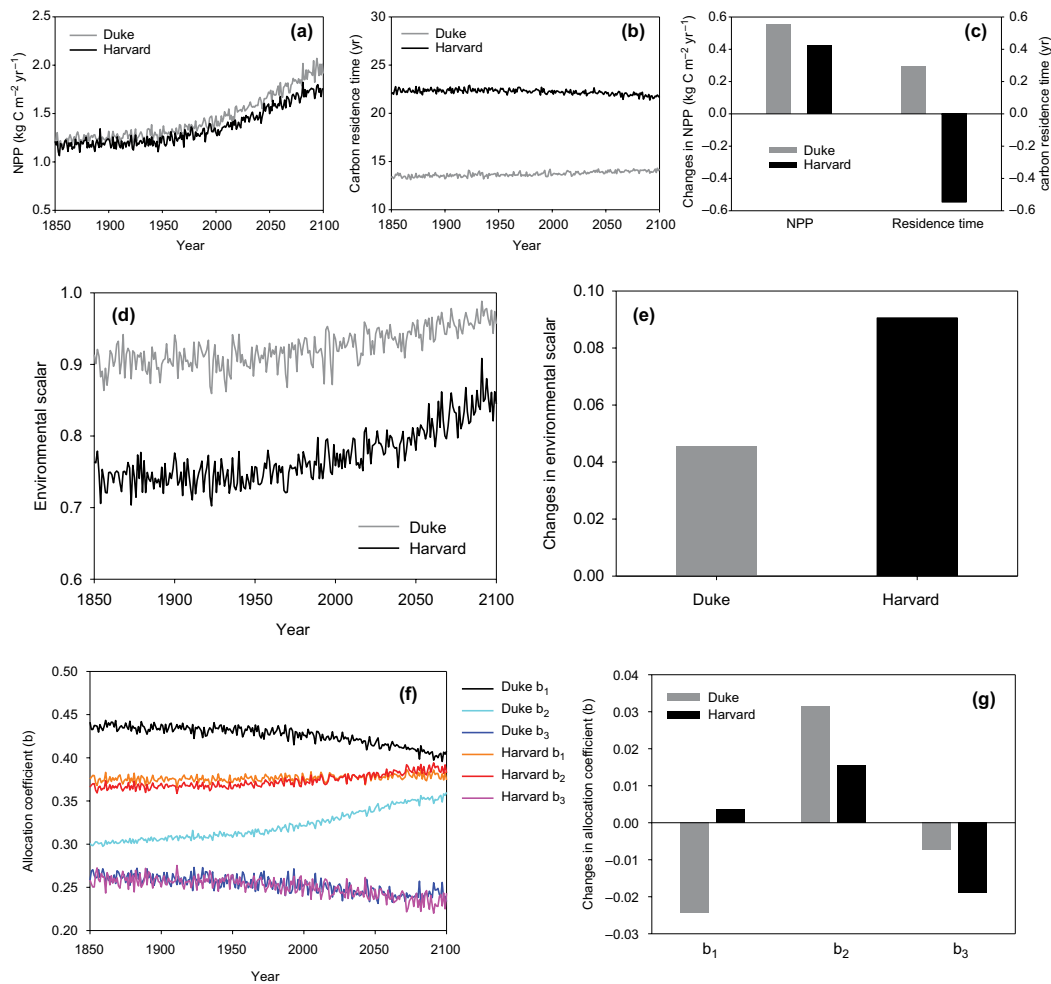 (a)
Duke
Harvard
NPP (kg C m−2 yr−1)
2.5
2.0
1.5
1.0
0.5
1850 1900 1950 2000 2050 2100
Year
(b)
Duke
Harvard
Carbon residence time (yr)
30
26
22
18
14
10
1850 1900 1950 2000 2050 2100
Year
(c)
Changes in NPP (kg C m−2 yr−1)
0.6
0.4
0.2
0.0
−0.2
−0.4
−0.6
Duke
Harvard
NPP Residence time
0.6
0.4
0.2
0.0
−0.2
−0.4
−0.6
carbon residence time (yr)
(d)
Environmental scalar
1.0
0.9
0.8
0.7
0.6
Duke
Harvard
1850 1900 1950 2000 2050 2100
Year
(e)
Changes in environmental scalar
0.10
0.08
0.06
0.04
0.02
0.00
Duke Harvard
(f)
Allocation coefficient (b)
0.50
0.45
0.40
0.35
0.30
0.25
0.20
1850 1900 1950 2000 2050 2100
Year
Duke b1
Duke b2
Duke b3
Harvard b1
Harvard b2
Harvard b3
(g)
Duke
Harvard
Changes in allocation coefficient (b)
0.04
0.03
0.02
0.01
0.00
−0.01
−0.02
−0.03
b1 b2 b3